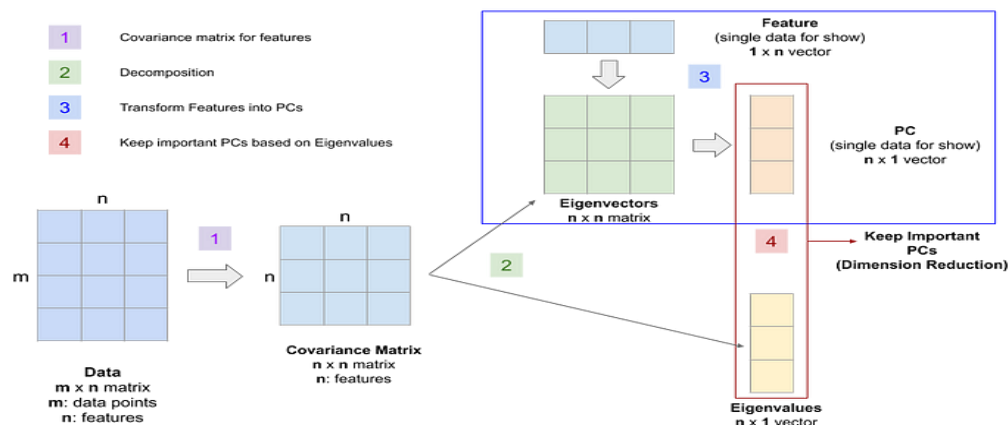 1 Covariance matrix for features
2 Decomposition
3 Transform Features into PCs
4 Keep important PCs based on Eigenvalues
Feature
(single data for show)
1 x n vector
3
PC
(single data for show)
n x 1 vector
Eigenvectors
n x n matrix
n
m
1
n
n
2
4
Keep Important
PCs
(Dimension Reduction)
Data
m x n matrix
m: data points
n: features
Covariance Matrix
n x n matrix
n: features
Eigenvalues
n x 1 vector